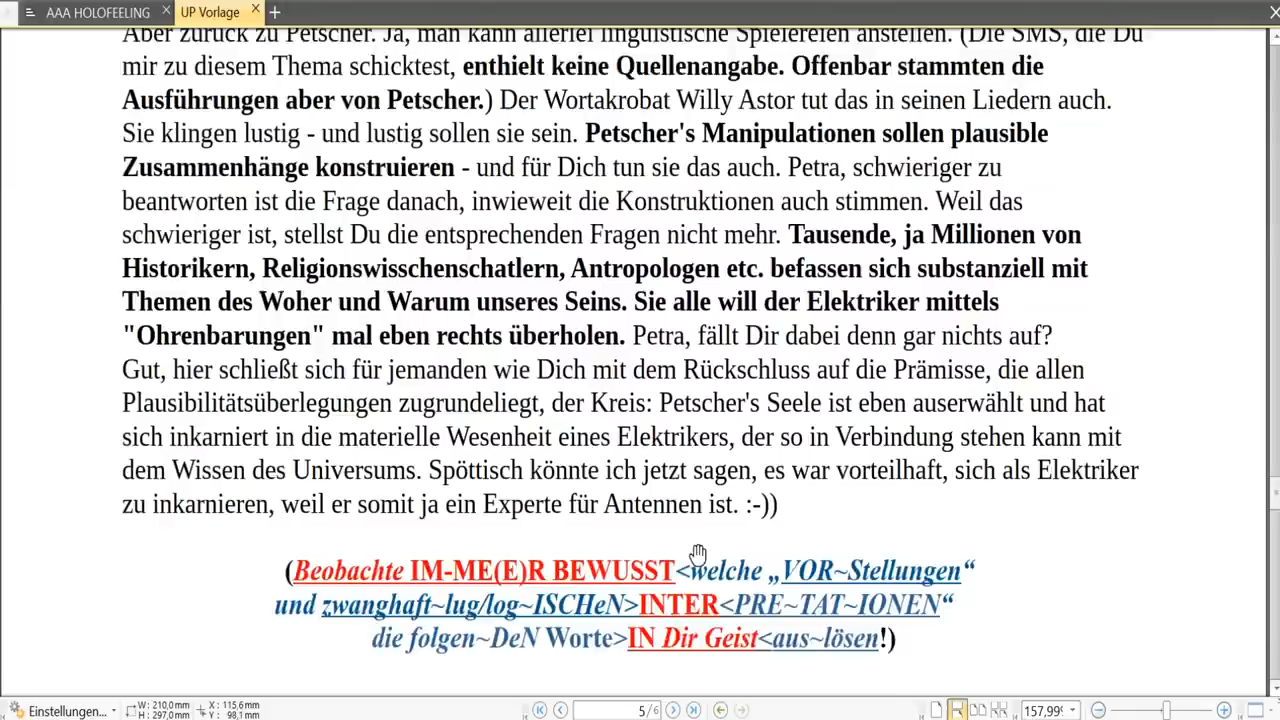 AAA HOLOFEELING
UP Vorlage
Aber zurück zu Petscher. Ja, man kann allerlei linguistische Spielereien anstellen. (Die SMS, die Du
mir zu diesem Thema schicktest, enthielt keine Quellenangabe. Offenbar stammten die
Ausführungen aber von Petscher.) Der Wortakrobat Willy Astor tut das in seinen Liedern auch.
Sie klingen lustig - und lustig sollen sie sein. Petscher's Manipulationen sollen plausible
Zusammenhänge konstruieren - und für Dich tun sie das auch. Petra, schwieriger zu
beantworten ist die Frage danach, inwieweit die Konstruktionen auch stimmen. Weil das
schwieriger ist, stellst Du die entsprechenden Fragen nicht mehr. Tausende, ja Millionen von
Historikern, Religionswisschenschatlern, Antropologen etc. befassen sich substanziell mit
Themen des Woher und Warum unseres Seins. Sie alle will der Elektriker mittels
"Ohrenbarungen" mal eben rechts überholen. Petra, fällt Dir dabei denn gar nichts auf?
Gut, hier schließt sich für jemanden wie Dich mit dem Rückschluss auf die Prämisse, die allen
Plausibilitätsüberlegungen zugrundeliegt, der Kreis: Petscher's Seele ist eben auserwählt und hat
sich inkarniert in die materielle Wesenheit eines Elektrikers, der so in Verbindung stehen kann mit
dem Wissen des Universums. Spöttisch könnte ich jetzt sagen, es war vorteilhaft, sich als Elektriker
zu inkarnieren, weil er somit ja ein Experte für Antennen ist. :-))
(Beobachte IM-ME(E)R BEWUSST<welche „VOR~Stellungen“
und zwanghaft~lug/log~ISCHeN>INTER<PRE~TAT~IONEN“
die folgen~DeN Worte>IN Dir Geist<aus~lösen!)
Einstellungen...
W: 210,0 mm
H: 297,0 mm
X: 115,6 mm
Y: 98,1 mm
5/6
157,99%